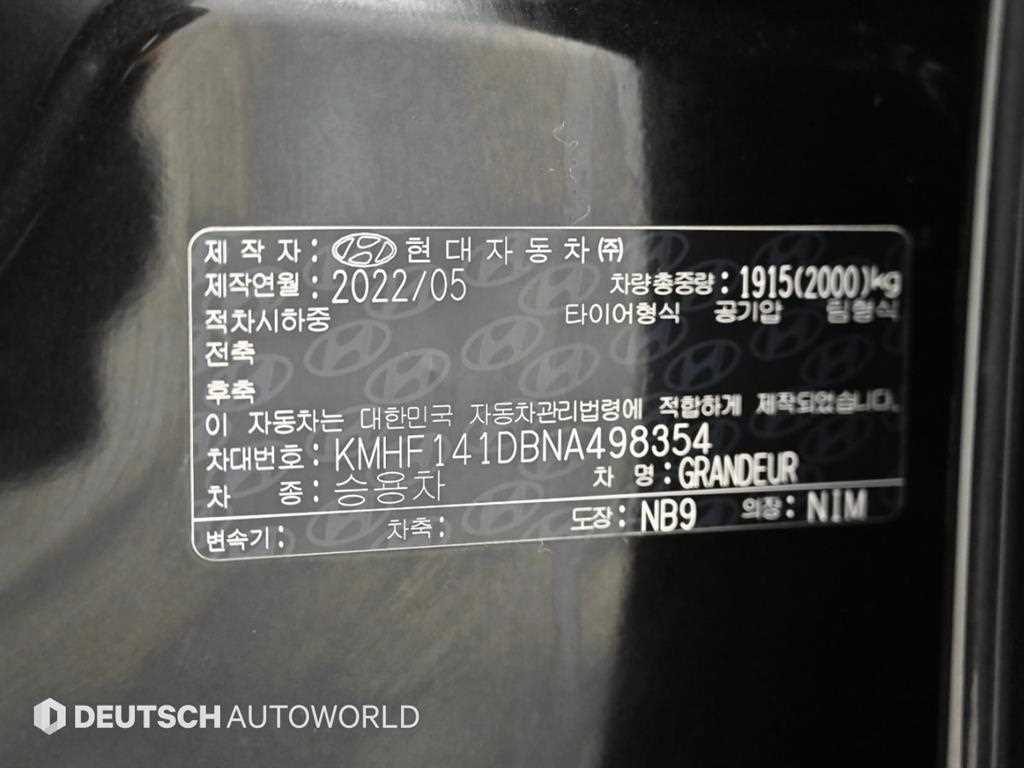 제 작 자 : 현 대 자 동 차 ㈜
제작연월 : 2022/05 차량총중량 : 1915(2000)kg
적차시하중 타이어형식 공기압 림형식
전축
후축
이 자동차는 대한민국 자동차관리법령에 적합하게 제작되었습니다.
차대번호 : KMHF141DBNA498354
차 종 : 승용차 차 명 : GRANDEUR
변속기 : 차축 : 도장 : NB9 의장 : NIM
DEUTSCH AUTOWORLD